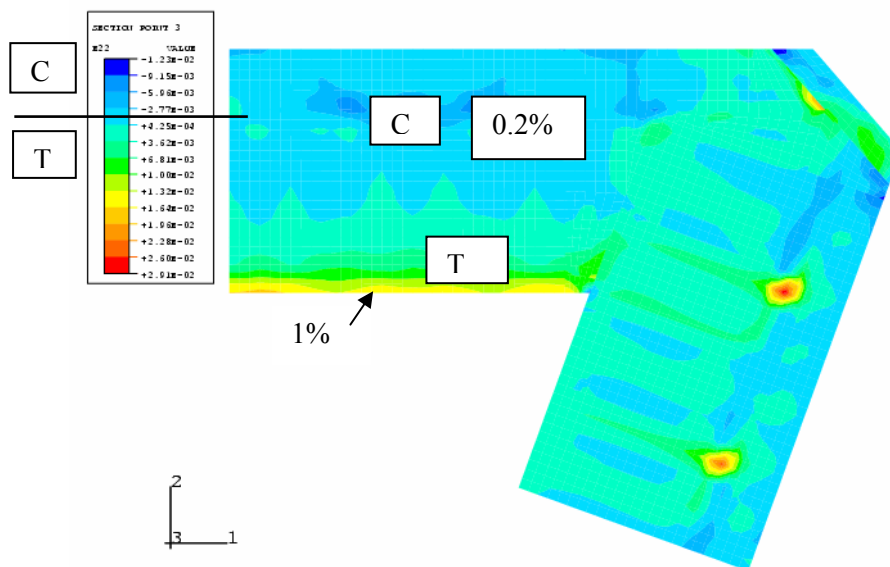 SECTION POINT 3
E22 VALUE
-1.23E-02
-9.15E-03
-5.96E-03
-2.77E-03
+4.25E-04
+3.62E-03
+6.81E-03
+1.00E-02
+1.32E-02
+1.64E-02
+1.96E-02
+2.28E-02
+2.60E-02
+2.91E-02
C
T
C
0.2%
T
1%
2
3 1